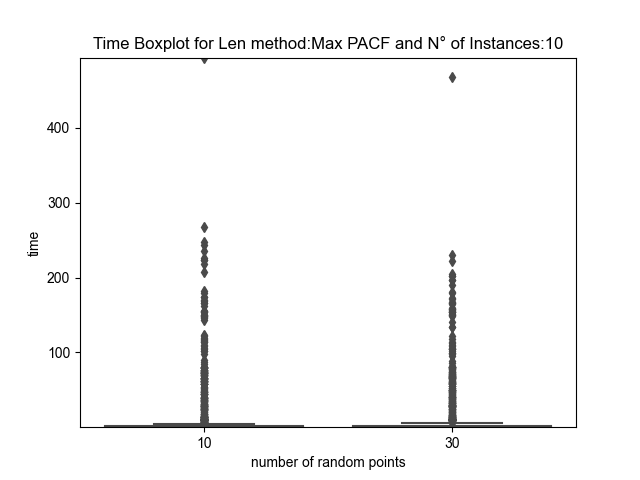 Time Boxplot for Len method:Max PACF and N° of Instances:10
400
300
200
100
time
10 30
number of random points